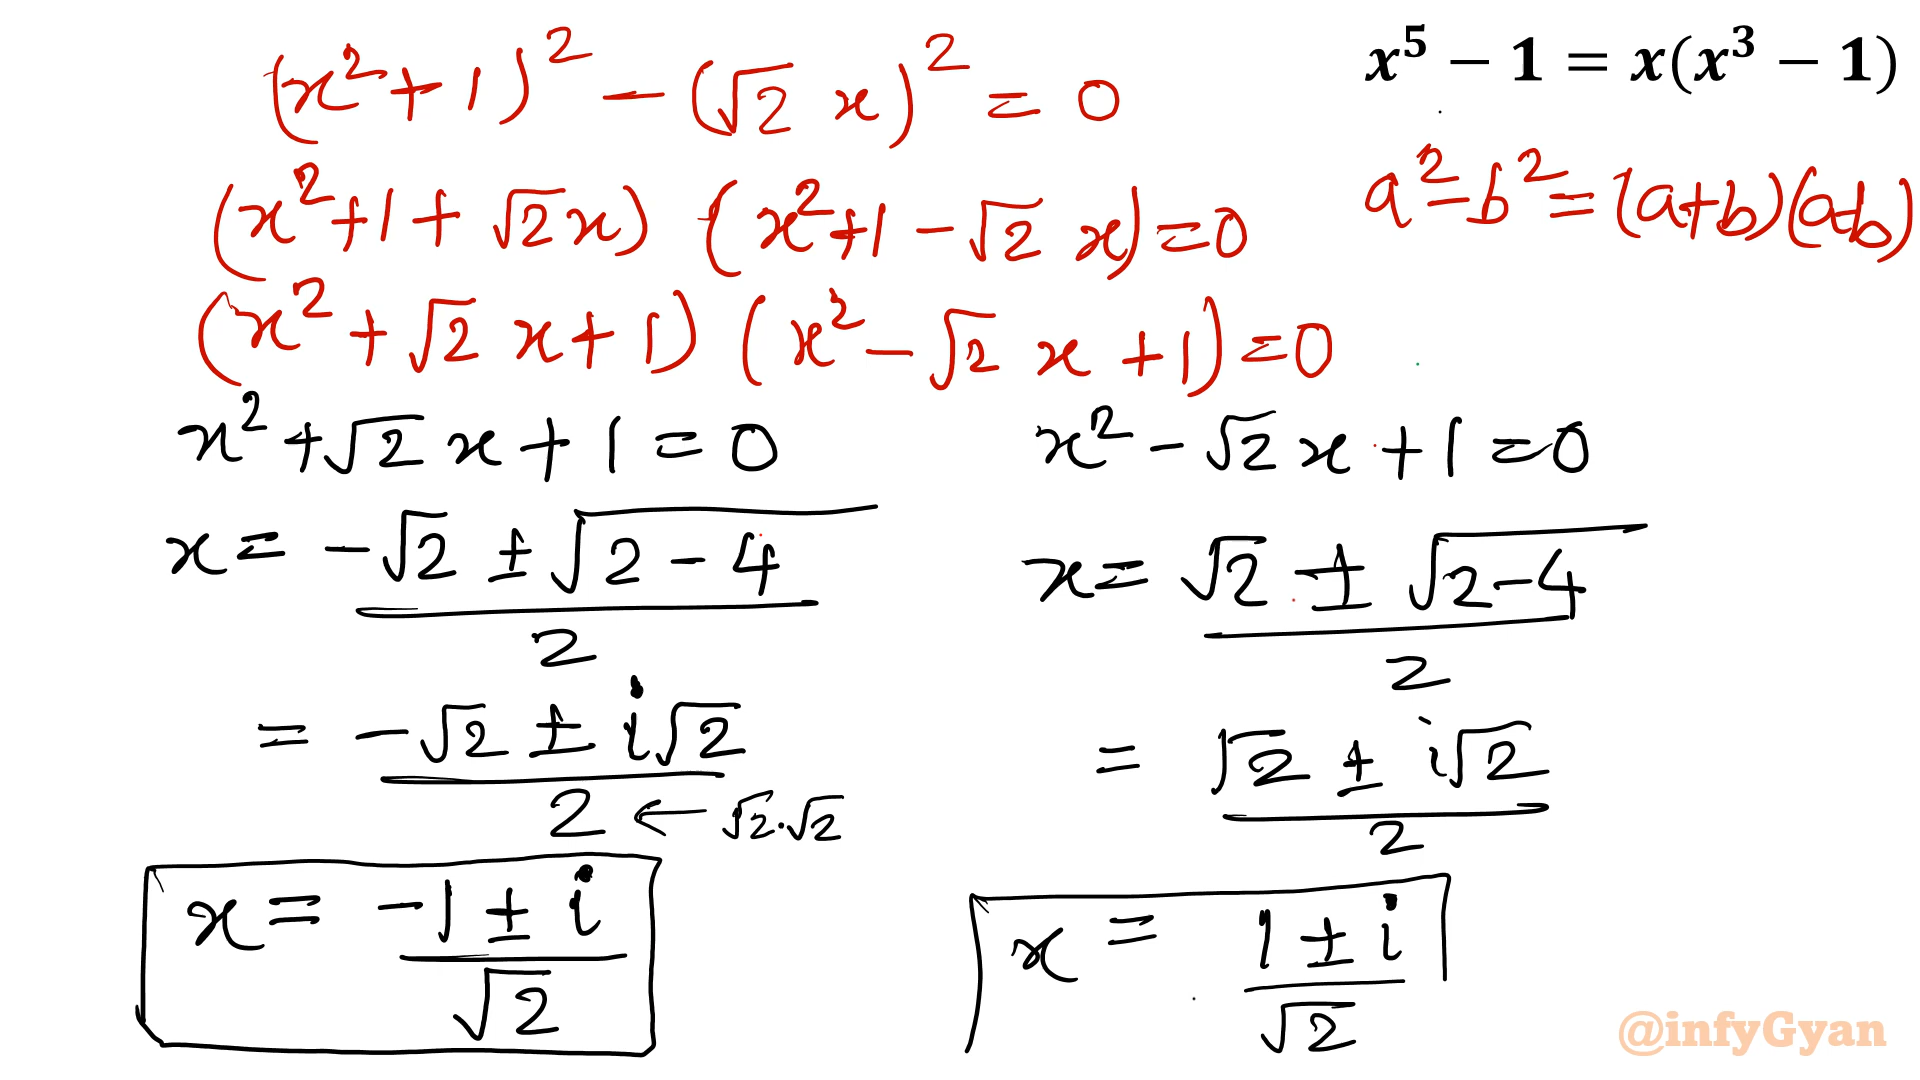 (x²+1)² − (√2 x)² = 0
x⁵ − 1 = x(x³ − 1)
(x²+1+√2x) (x²+1−√2 x)=0
a²−b²=(a+b)(a−b)
(x²+√2 x+1) (x²−√2 x+1)=0
x²+√2 x+1=0
x = (−√2 ± √(2−4))/2
= (−√2 ± i√2)/2 ← √2·√2
x = (−1 ± i)/√2
x²−√2 x+1=0
x = (√2 ± √(2−4))/2
= (√2 ± i√2)/2
x = (1 ± i)/√2
@infyGyan